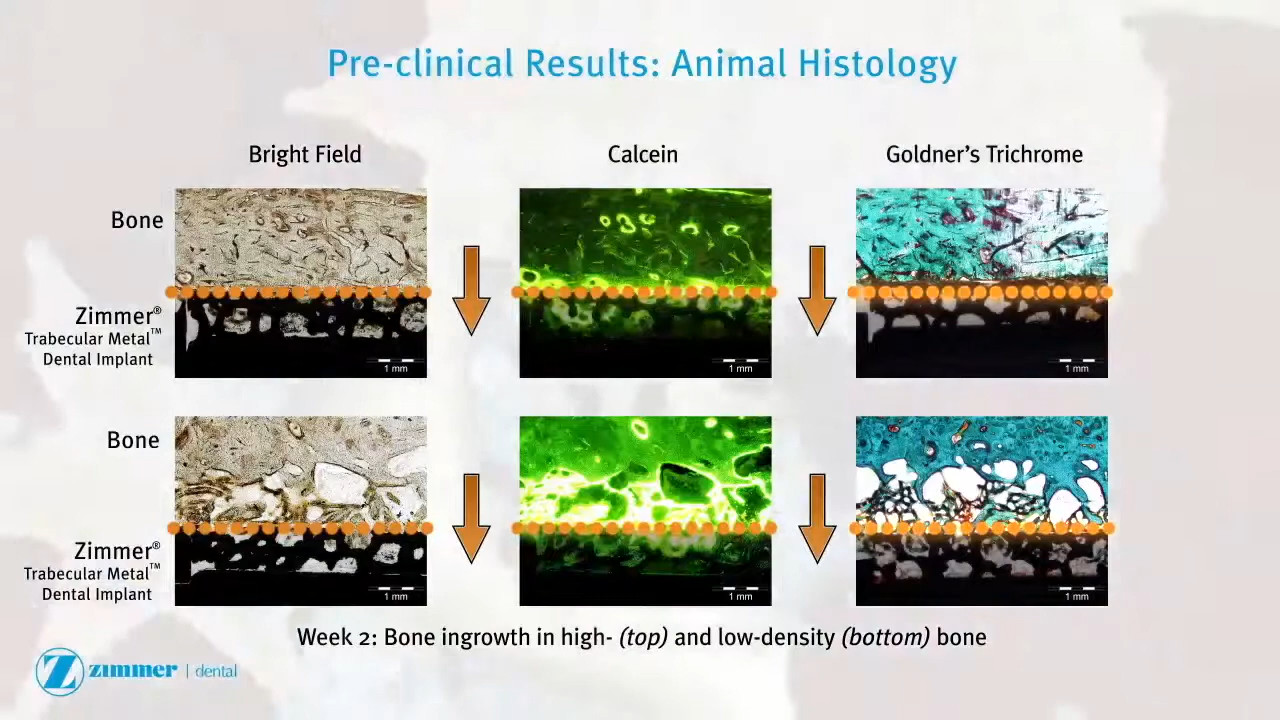 Pre-clinical Results: Animal Histology
Bright Field
Calcein
Goldner's Trichrome
Bone
Zimmer®
Trabecular Metal™
Dental Implant
1 mm
1 mm
1 mm
Bone
Zimmer®
Trabecular Metal™
Dental Implant
1 mm
1 mm
1 mm
Week 2: Bone ingrowth in high- (top) and low-density (bottom) bone
Z zimmer | dental